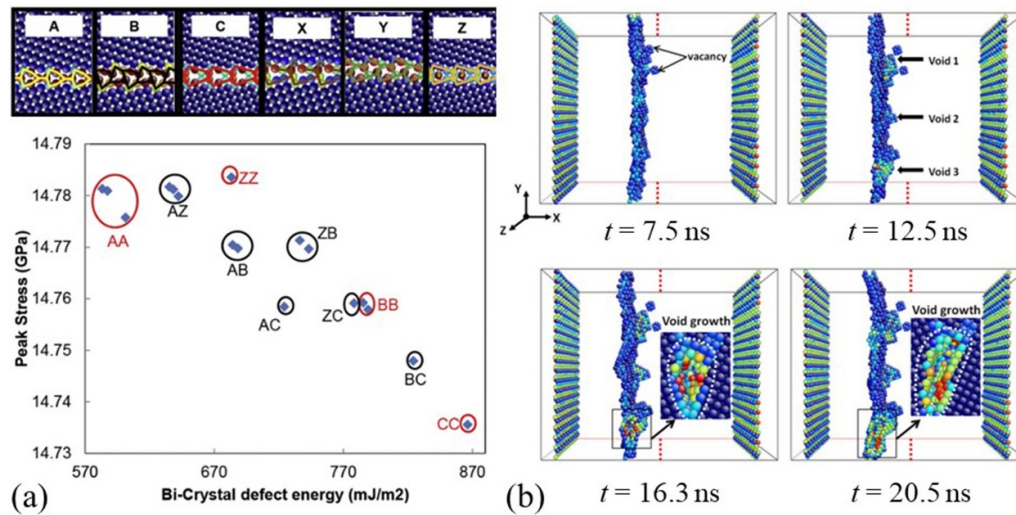 A B C X Y Z
14.79
14.78
14.77
14.76
14.75
14.74
14.73
Peak Stress (GPa)
AA
AZ
ZZ
AB
ZB
AC
ZC
BB
BC
CC
570 670 770 870
Bi-Crystal defect energy (mJ/m2)
(a)
vacancy
Void 1
Void 2
Void 3
Y
Z X
t = 7.5 ns
t = 12.5 ns
Void growth
Void growth
t = 16.3 ns
t = 20.5 ns
(b)